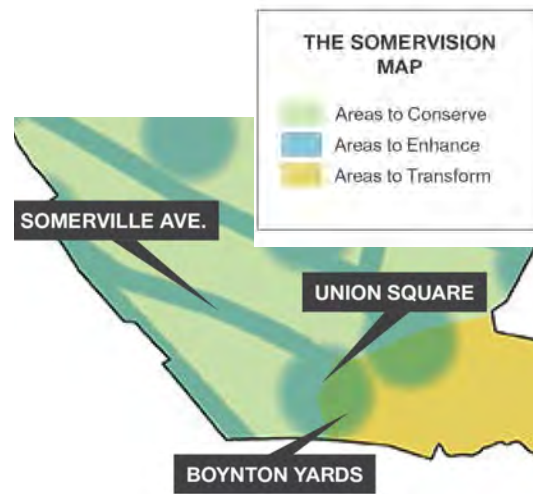 THE SOMERVISION
MAP
Areas to Conserve
Areas to Enhance
Areas to Transform
SOMERVILLE AVE.
UNION SQUARE
BOYNTON YARDS